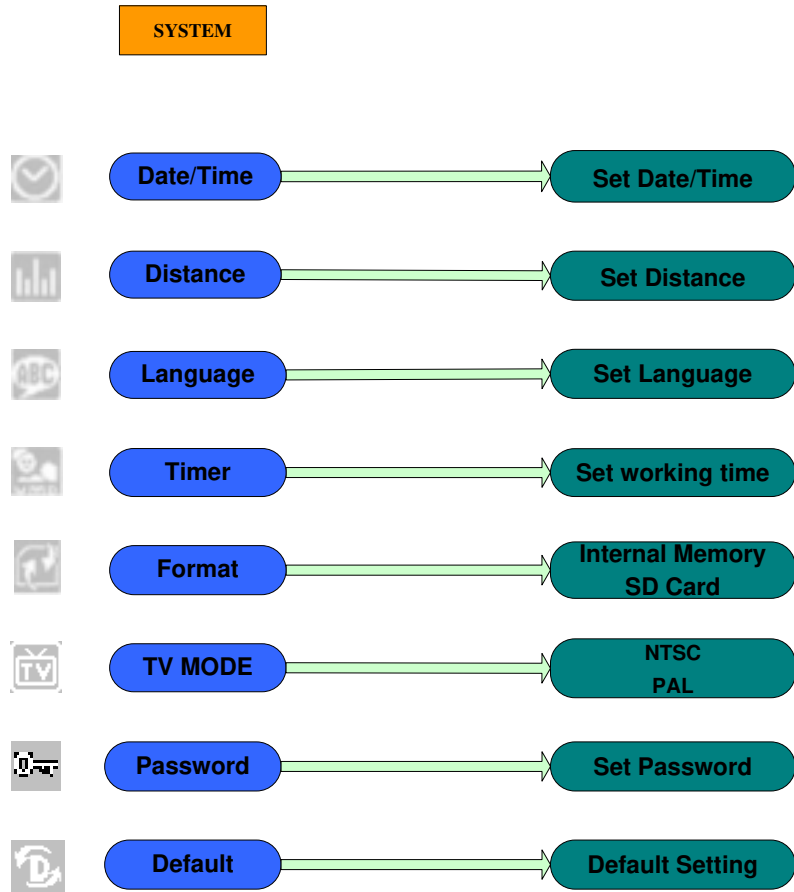 SYSTEM
Date/Time
Set Date/Time
Distance
Set Distance
ABC
Language
Set Language
Timer
Set working time
Format
Internal Memory
SD Card
TV
TV MODE
NTSC
PAL
Password
Set Password
D
Default
Default Setting